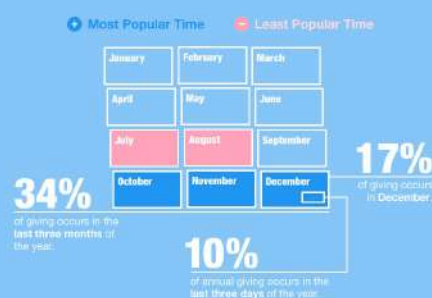 Most Popular Time
Least Popular Time
January
February
March
April
May
June
July
August
September
October
November
December
34%
of giving occurs in the
last three months of
the year.
17%
of giving occurs
in December.
10%
of annual giving occurs in the
last three days of the year.